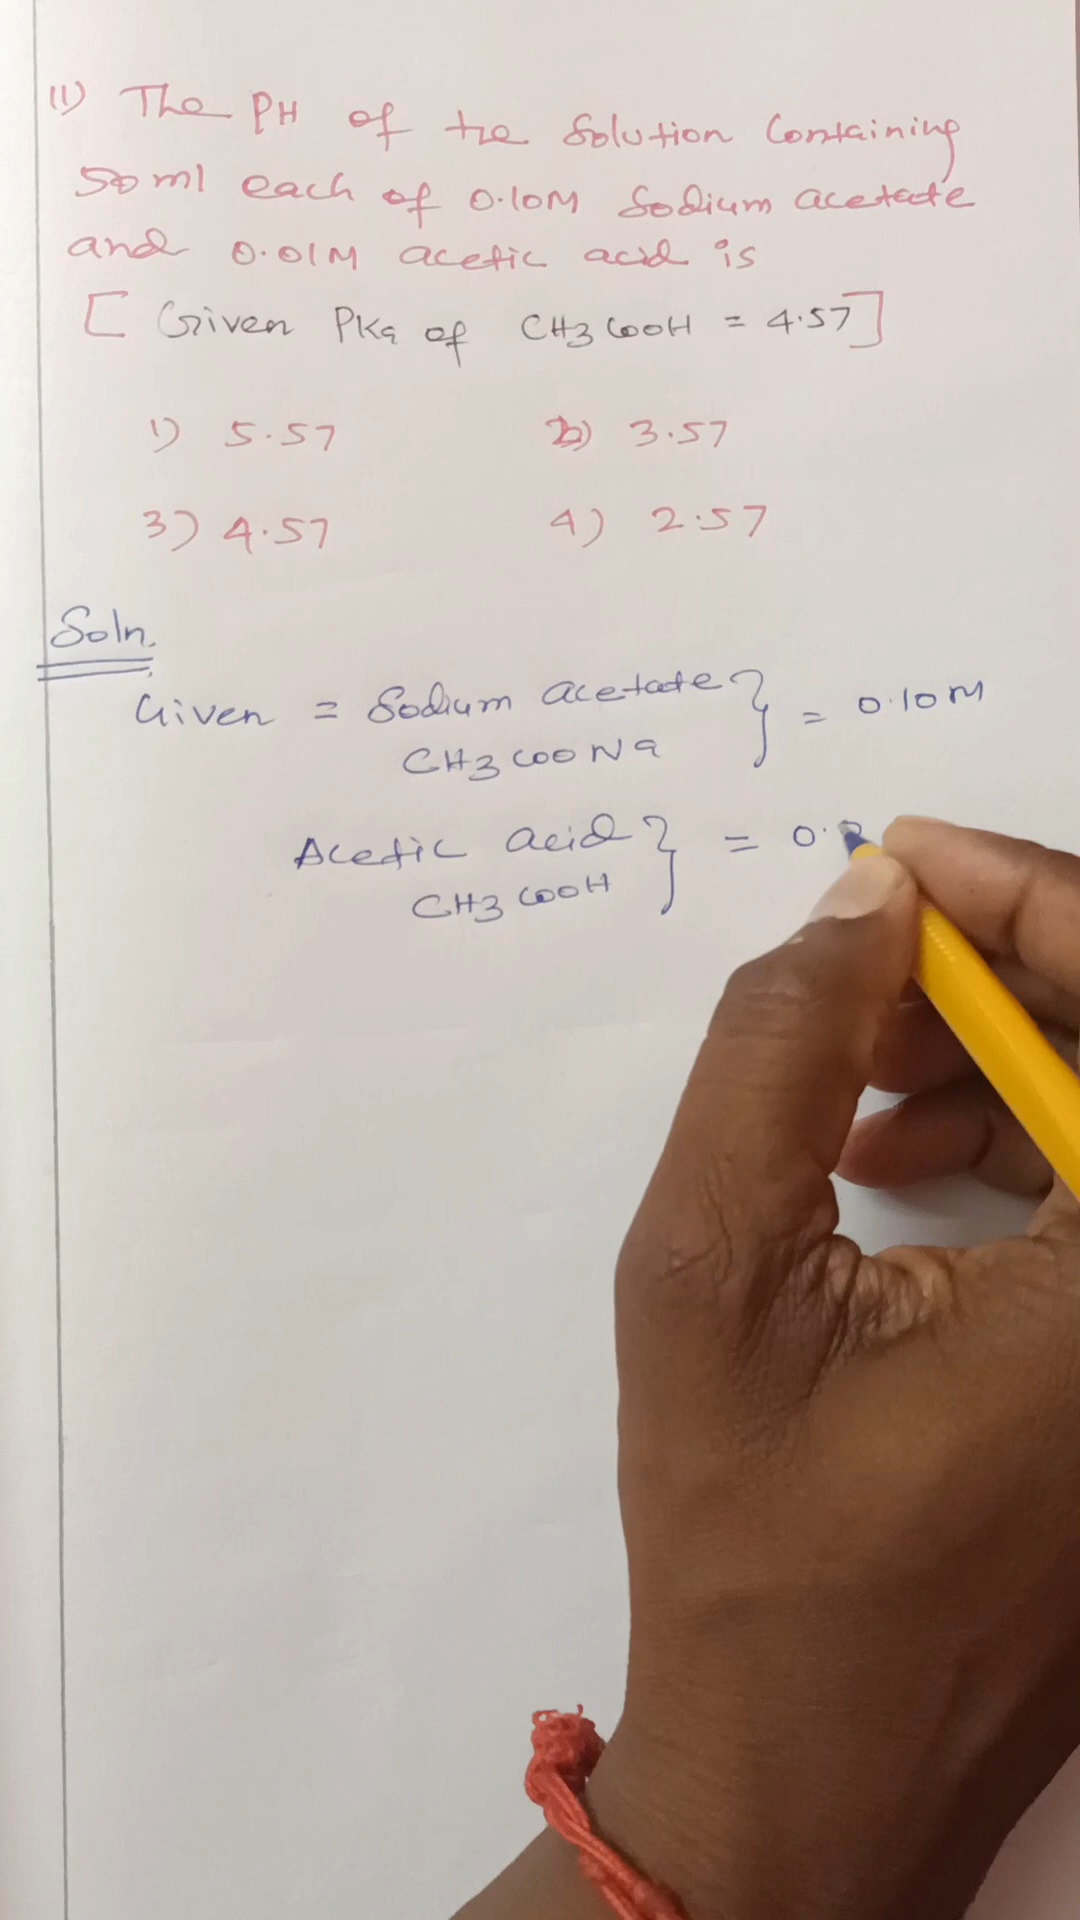 11) The PH of the Solution Containing
50 ml each of 0.10M Sodium acetate
and 0.01M acetic acid is
[ Given PKa of CH3COOH = 4.57 ]
1) 5.57 2) 3.57
3) 4.57 4) 2.57
Soln.
Given = Sodium acetate } = 0.10M
CH3COONa
Acetic acid } = 0.
CH3COOH